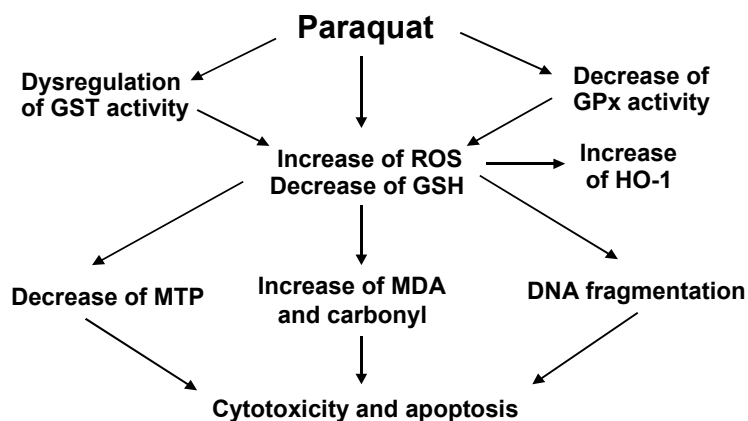 Paraquat
Dysregulation
of GST activity
Decrease of
GPx activity
Increase of ROS
Decrease of GSH
Increase
of HO-1
Decrease of MTP
Increase of MDA
and carbonyl
DNA fragmentation
Cytotoxicity and apoptosis